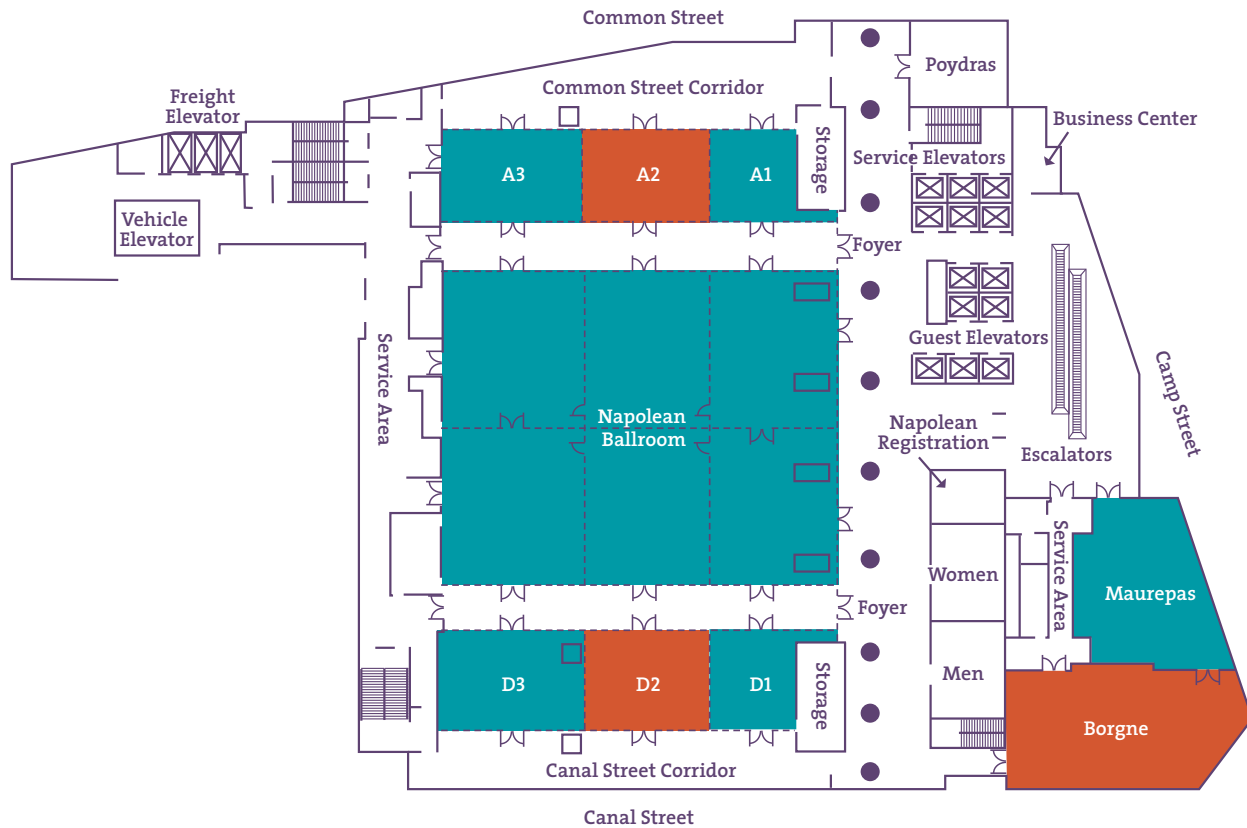 Common Street
Poydras
Common Street Corridor
Freight
Elevator
Business Center
Storage
Service Elevators
A3
A2
A1
Vehicle
Elevator
Foyer
Service Area
Guest Elevators
Camp Street
Napolean
Ballroom
Napolean
Registration
Escalators
Service Area
Women
Maurepas
Foyer
Men
D3
D2
D1
Storage
Borgne
Canal Street Corridor
Canal Street